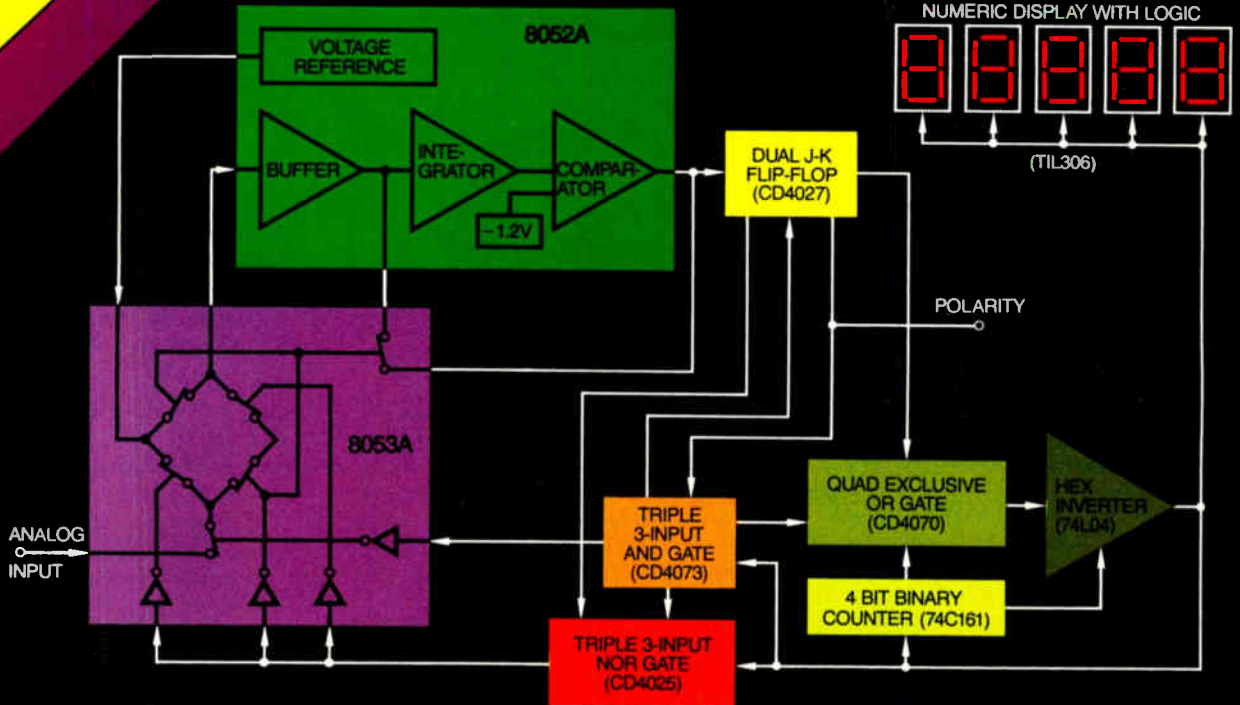 NUMERIC DISPLAY WITH LOGIC
8052A
VOLTAGE
REFERENCE
BUFFER
INTE-
GRATOR
COMPAR-
ATOR
-1.2V
DUAL J-K
FLIP-FLOP
(CD4027)
(TIL306)
POLARITY
8053A
ANALOG
INPUT
TRIPLE
3-INPUT
AND GATE
(CD4073)
QUAD EXCLUSIVE
OR GATE
(CD4070)
HEX
INVERTER
(74L04)
4 BIT BINARY
COUNTER (74C161)
TRIPLE 3-INPUT
NOR GATE
(CD4025)